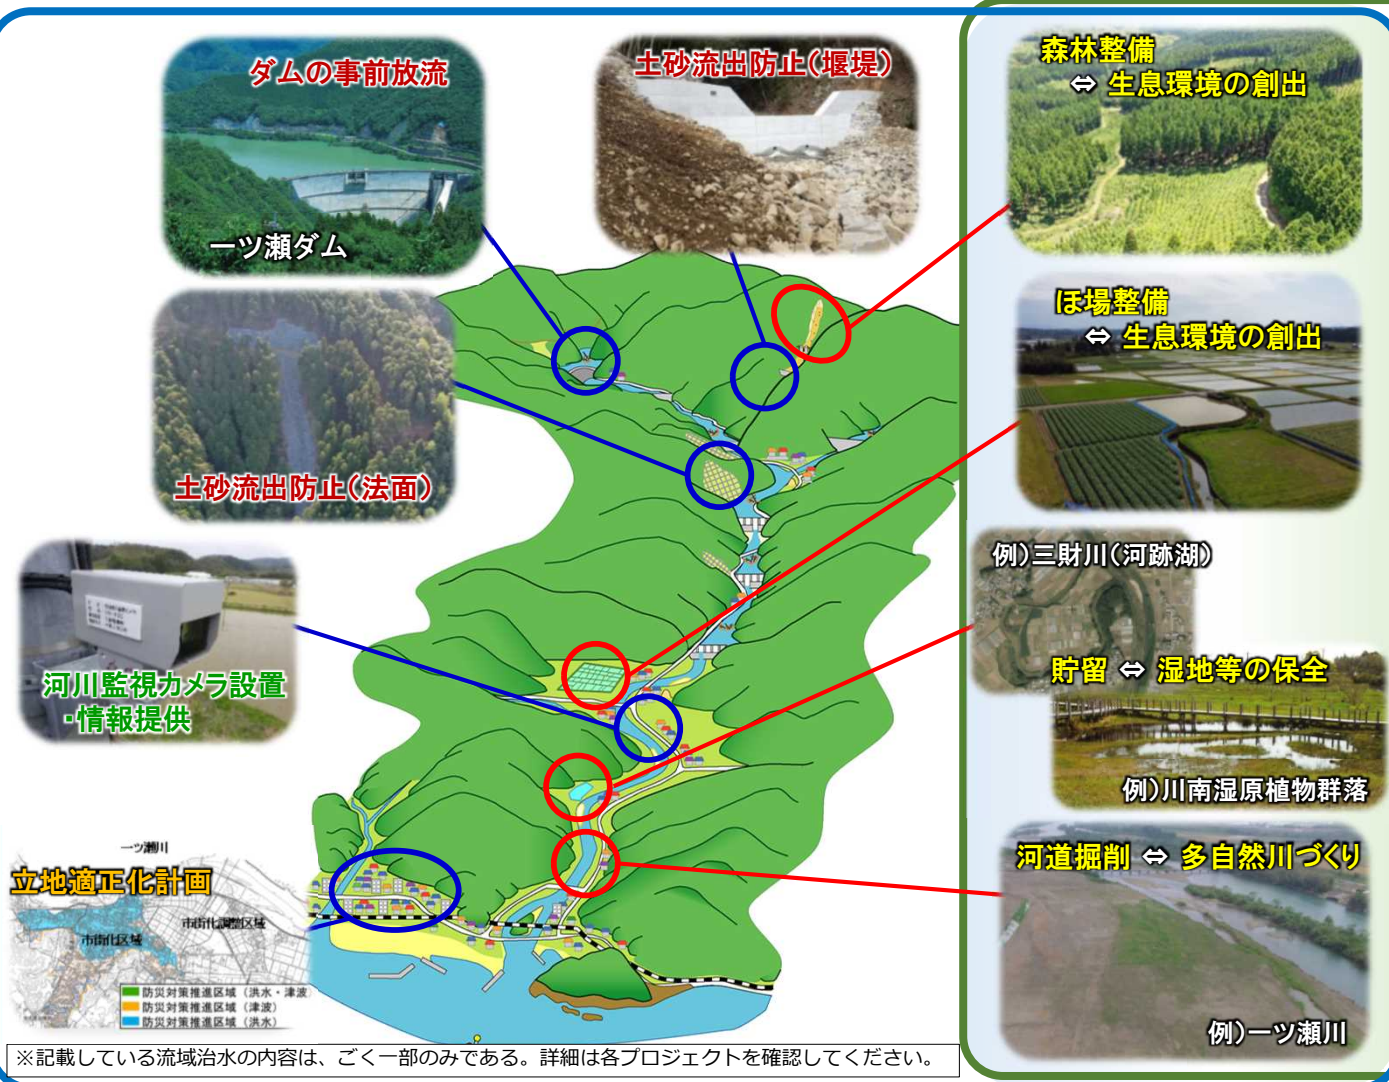 ダムの事前放流
一ツ瀬ダム
土砂流出防止(堰堤)
土砂流出防止(法面)
河川監視カメラ設置
・情報提供
一ツ瀬川
立地適正化計画
市街化調整区域
市街化区域
防災対策推進区域（洪水・津波）
防災対策推進区域（津波）
防災対策推進区域（洪水）
※記載している流域治水の内容は、ごく一部のみである。詳細は各プロジェクトを確認してください。
森林整備
⇔ 生息環境の創出
ほ場整備
⇔ 生息環境の創出
例)三財川(河跡湖)
貯留 ⇔ 湿地等の保全
例)川南湿原植物群落
河道掘削 ⇔ 多自然川づくり
例)一ツ瀬川